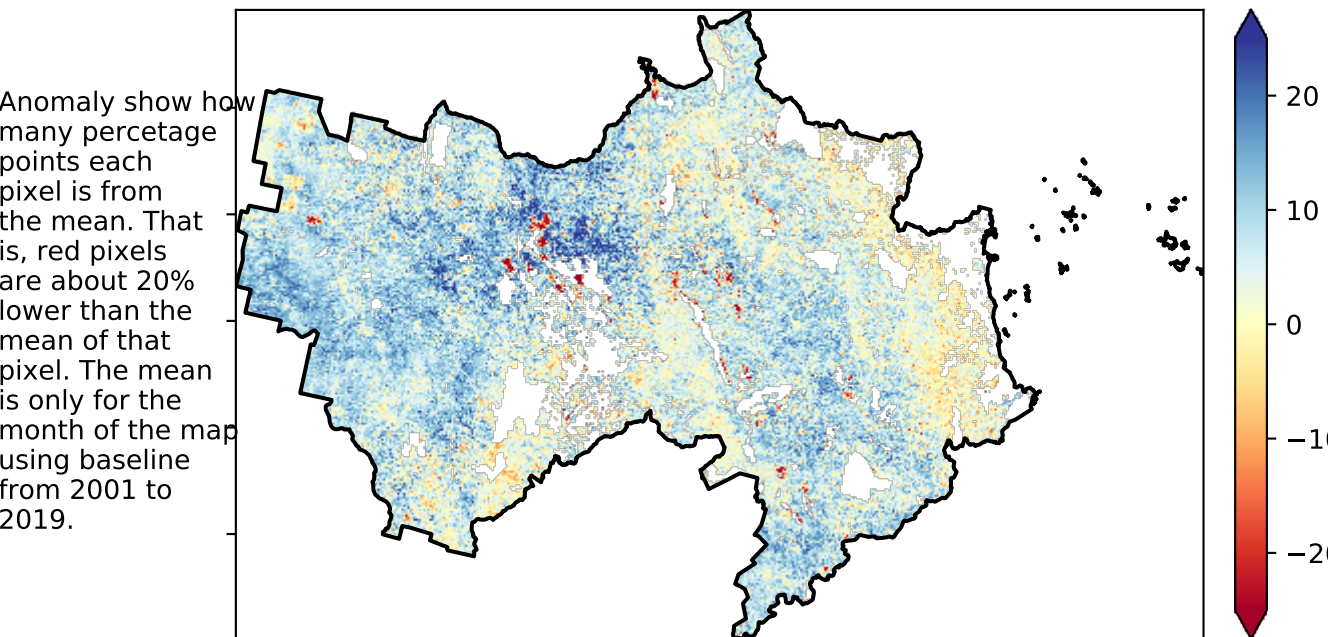 Anomaly show how
many percetage
points each
pixel is from
the mean. That
is, red pixels
are about 20%
lower than the
mean of that
pixel. The mean
is only for the
month of the map
using baseline
from 2001 to
2019.
20
10
0
−10
−20